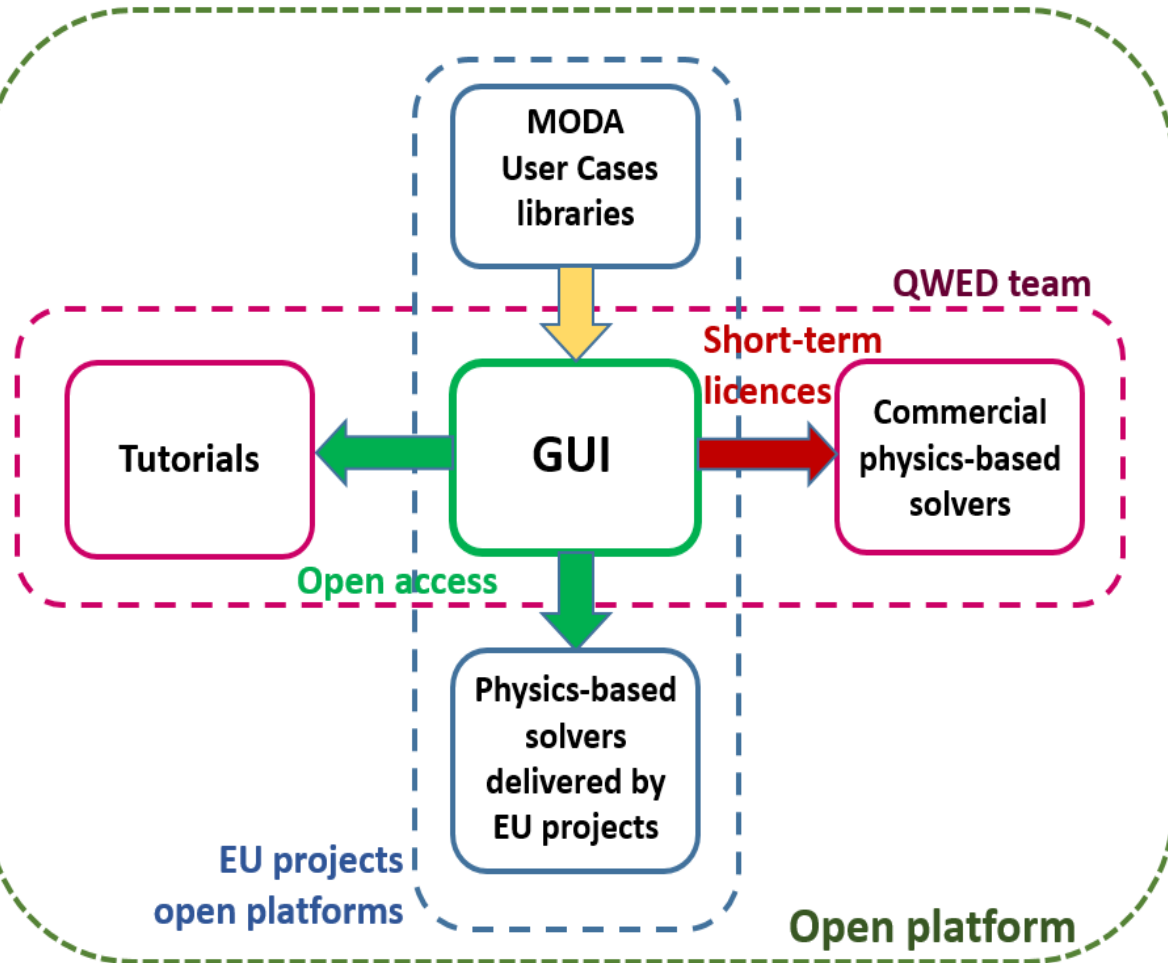 MODA
User Cases
libraries
QWED team
Short-term
licences
Tutorials
GUI
Commercial
physics-based
solvers
Open access
Physics-based
solvers
delivered by
EU projects
EU projects
open platforms
Open platform